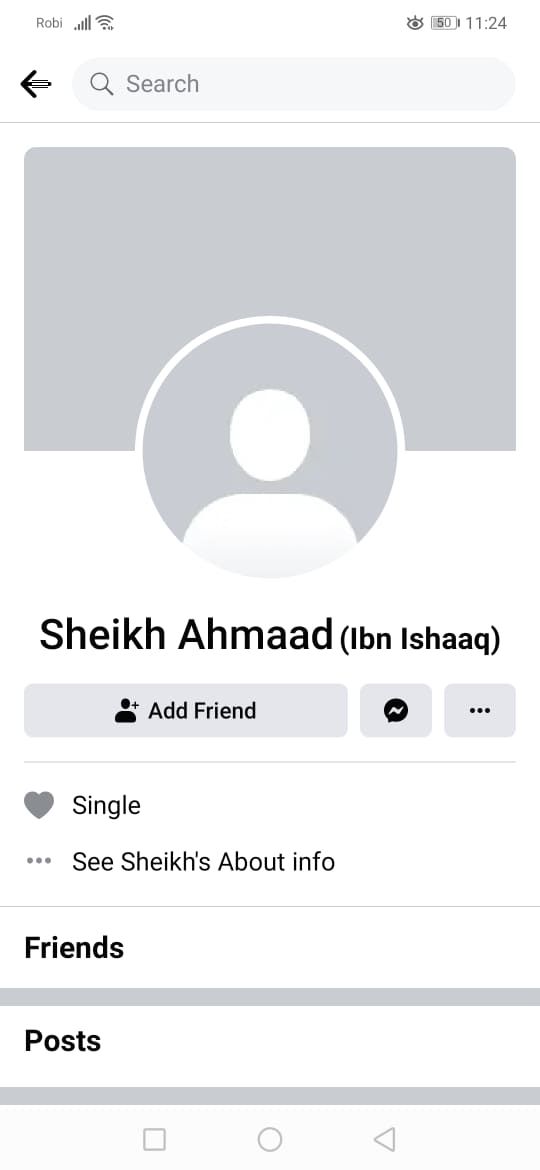 Robi 50 11:24
Search
Sheikh Ahmaad (Ibn Ishaaq)
Add Friend
Single
See Sheikh's About info
Friends
Posts